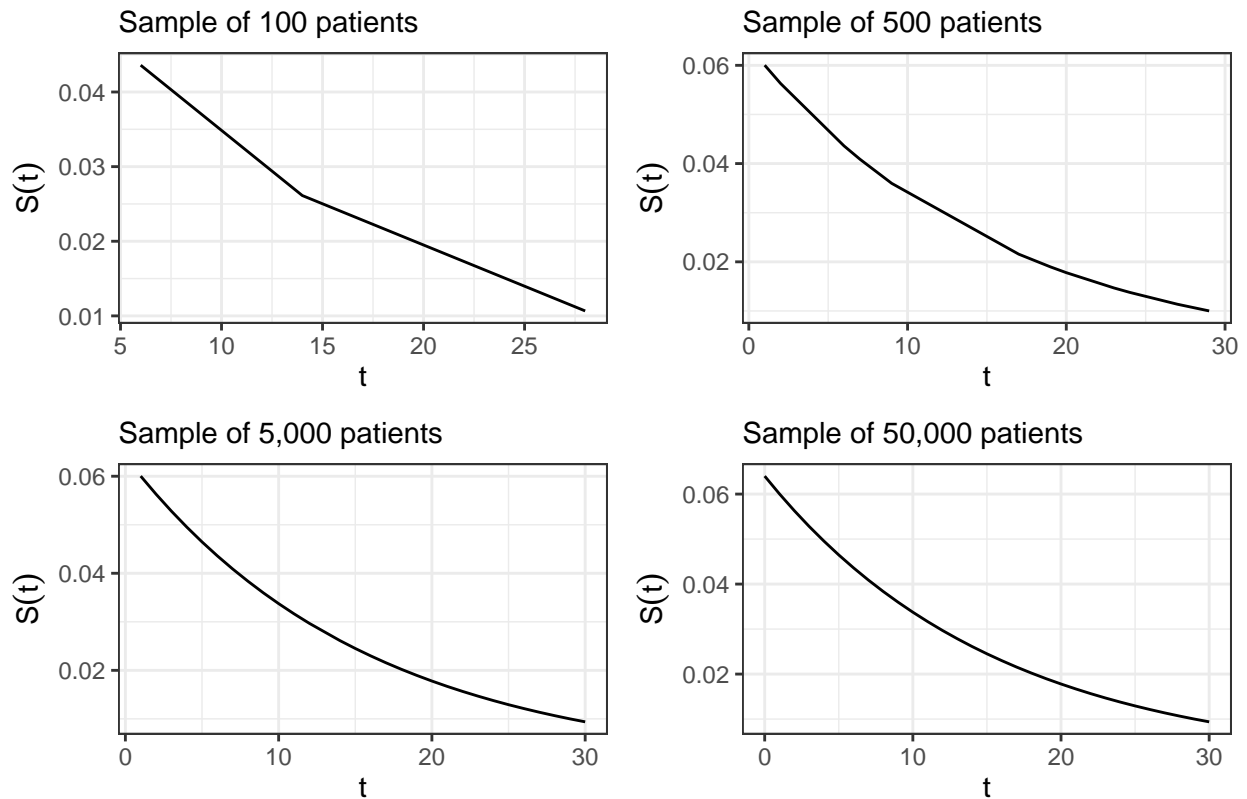 Sample of 100 patients
0.04
0.03
0.02
0.01
S(t)
5 10 15 20 25
t
Sample of 500 patients
0.06
0.04
0.02
S(t)
0 10 20 30
t
Sample of 5,000 patients
0.06
0.04
0.02
S(t)
0 10 20 30
t
Sample of 50,000 patients
0.06
0.04
0.02
S(t)
0 10 20 30
t